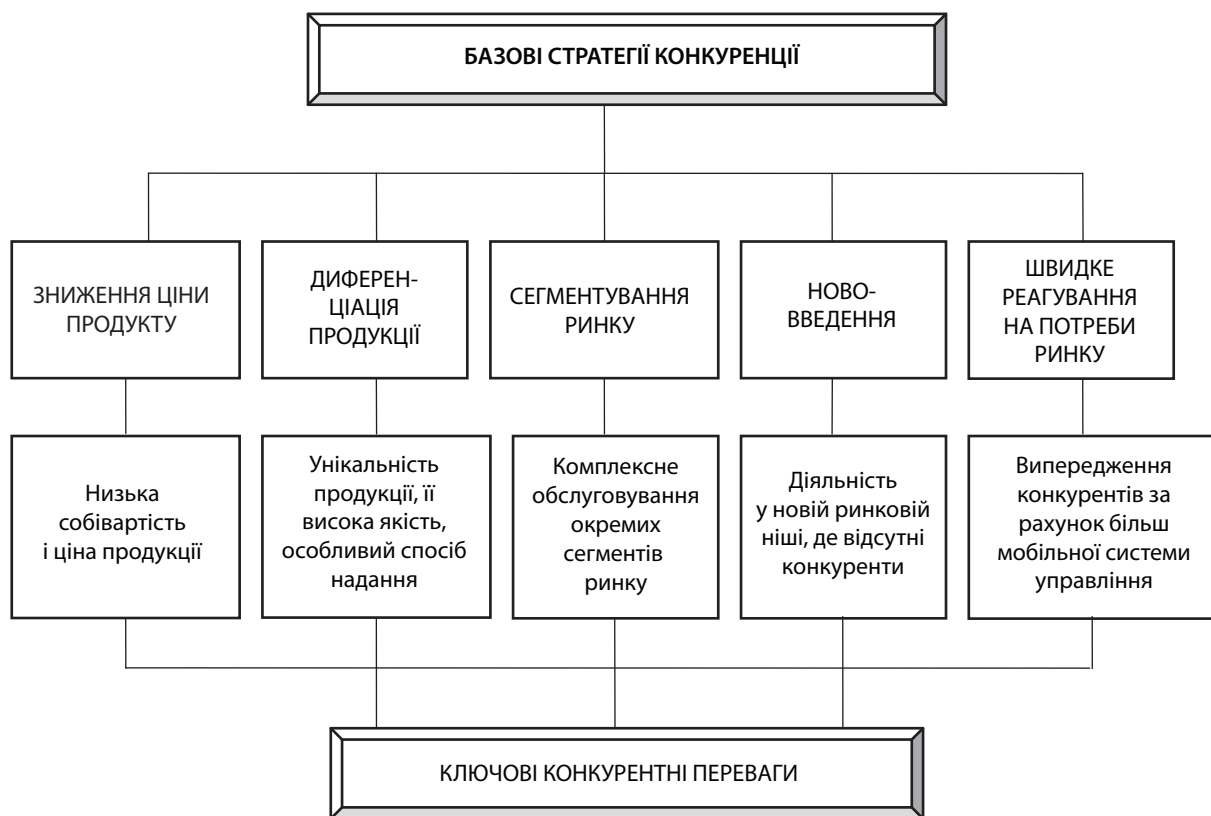 БАЗОВІ СТРАТЕГІЇ КОНКУРЕНЦІЇ
ЗНИЖЕННЯ ЦІНИ
ПРОДУКТУ
ДИФЕРЕН-
ЦІАЦІЯ
ПРОДУКЦІЇ
СЕГМЕНТУВАННЯ
РИНКУ
НОВО-
ВВЕДЕННЯ
ШВИДКЕ
РЕАГУВАННЯ
НА ПОТРЕБИ
РИНКУ
Низька
собівартість
і ціна продукції
Унікальність
продукції, її
висока якість,
особливий спосіб
надання
Комплексне
обслуговування
окремих
сегментів
ринку
Діяльність
у новій ринковій
ніші, де відсутні
конкуренти
Випередження
конкурентів за
рахунок більш
мобільної системи
управління
КЛЮЧОВІ КОНКУРЕНТНІ ПЕРЕВАГИ